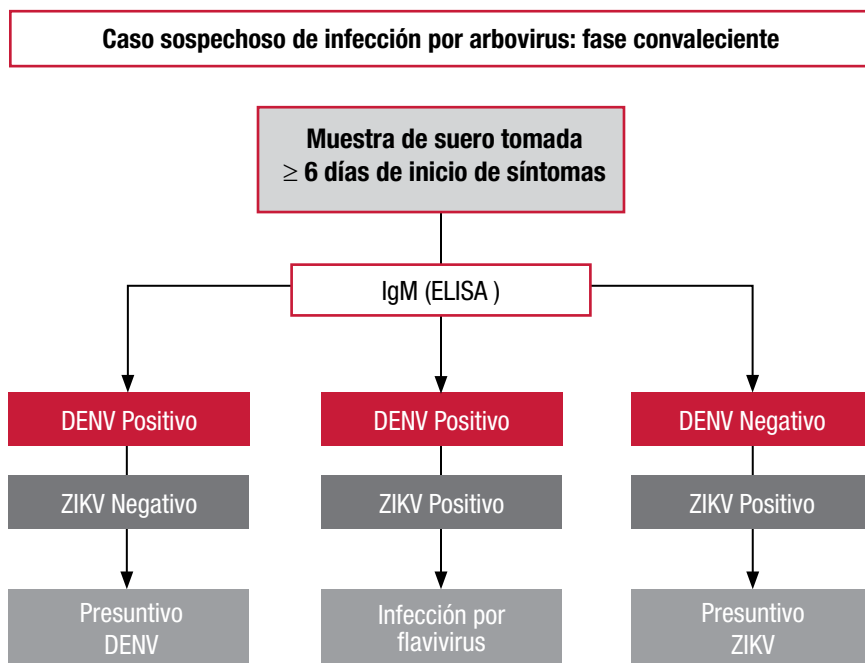 Caso sospechoso de infección por arbovirus: fase convaleciente
Muestra de suero tomada
≥ 6 días de inicio de síntomas
IgM (ELISA )
DENV Positivo
DENV Positivo
DENV Negativo
ZIKV Negativo
ZIKV Positivo
ZIKV Positivo
Presuntivo
DENV
Infección por
flavivirus
Presuntivo
ZIKV